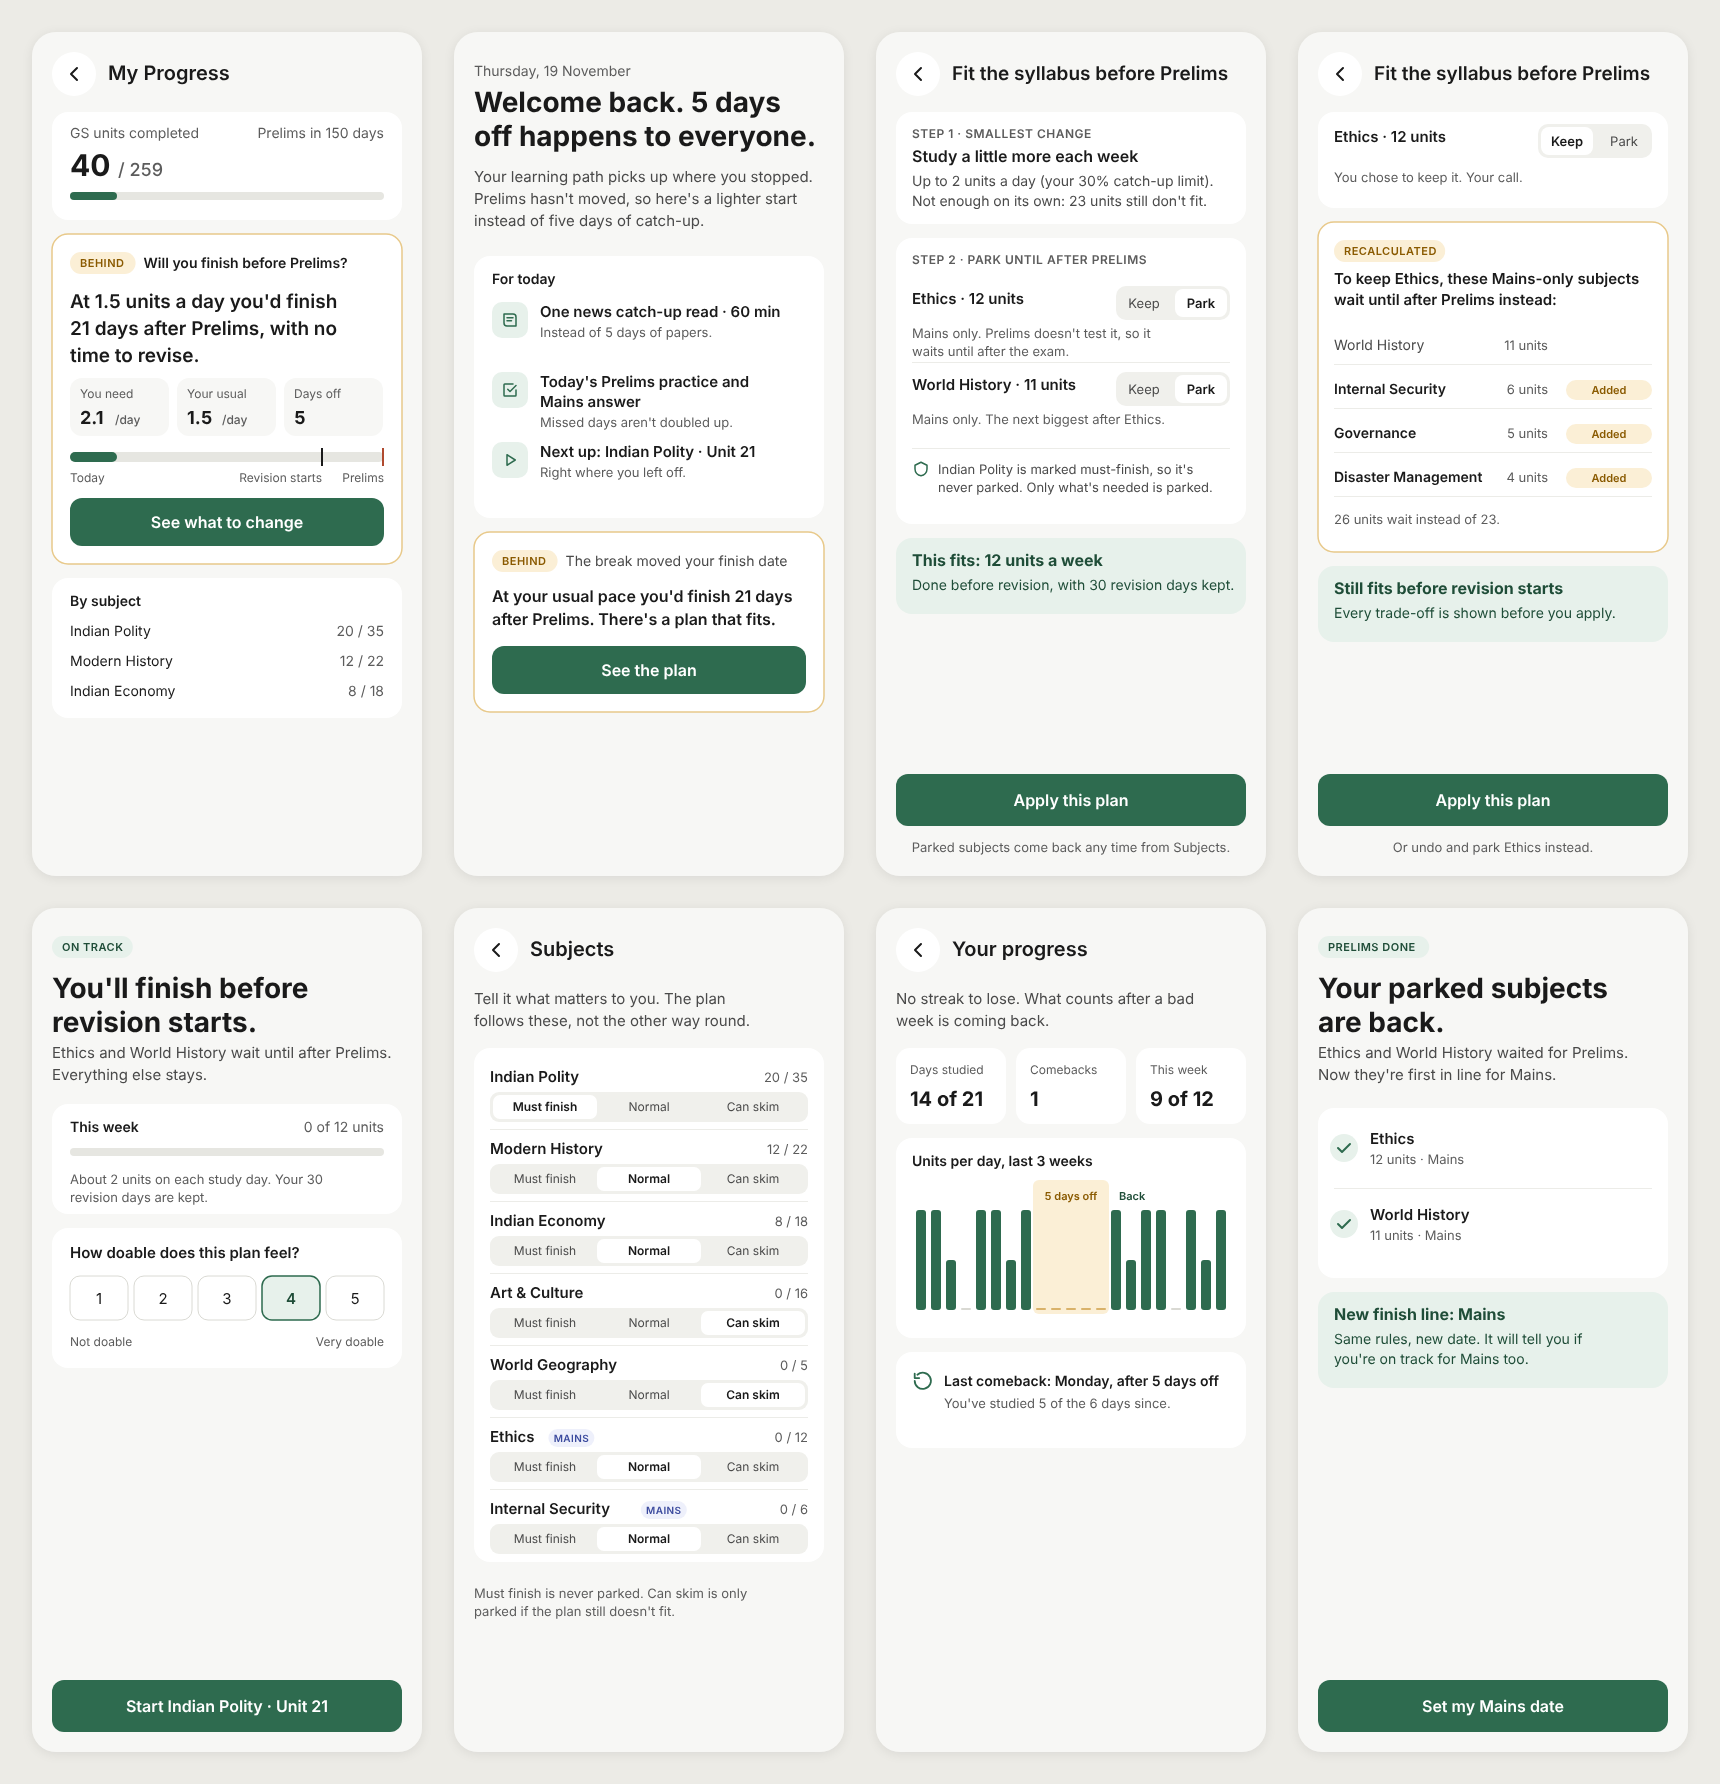 My Progress
GS units completed
Prelims in 150 days
40 / 259
BEHIND Will you finish before Prelims?
At 1.5 units a day you'd finish
21 days after Prelims, with no
time to revise.
You need
2.1 /day
Your usual
1.5 /day
Days off
5
Today
Revision starts
Prelims
See what to change
By subject
Indian Polity 20 / 35
Modern History 12 / 22
Indian Economy 8 / 18
Thursday, 19 November
Welcome back. 5 days
off happens to everyone.
Your learning path picks up where you stopped.
Prelims hasn't moved, so here's a lighter start
instead of five days of catch-up.
For today
One news catch-up read · 60 min
Instead of 5 days of papers.
Today's Prelims practice and
Mains answer
Missed days aren't doubled up.
Next up: Indian Polity · Unit 21
Right where you left off.
BEHIND The break moved your finish date
At your usual pace you'd finish 21 days
after Prelims. There's a plan that fits.
See the plan
Fit the syllabus before Prelims
STEP 1 · SMALLEST CHANGE
Study a little more each week
Up to 2 units a day (your 30% catch-up limit).
Not enough on its own: 23 units still don't fit.
STEP 2 · PARK UNTIL AFTER PRELIMS
Ethics · 12 units Keep Park
Mains only. Prelims doesn't test it, so it
waits until after the exam.
World History · 11 units Keep Park
Mains only. The next biggest after Ethics.
Indian Polity is marked must-finish, so it's
never parked. Only what's needed is parked.
This fits: 12 units a week
Done before revision, with 30 revision days kept.
Apply this plan
Parked subjects come back any time from Subjects.
Fit the syllabus before Prelims
Ethics · 12 units Keep Park
You chose to keep it. Your call.
RECALCULATED
To keep Ethics, these Mains-only subjects
wait until after Prelims instead:
World History 11 units
Internal Security 6 units Added
Governance 5 units Added
Disaster Management 4 units Added
26 units wait instead of 23.
Still fits before revision starts
Every trade-off is shown before you apply.
Apply this plan
Or undo and park Ethics instead.
ON TRACK
You'll finish before
revision starts.
Ethics and World History wait until after Prelims.
Everything else stays.
This week 0 of 12 units
About 2 units on each study day. Your 30
revision days are kept.
How doable does this plan feel?
1 2 3 4 5
Not doable Very doable
Start Indian Polity · Unit 21
Subjects
Tell it what matters to you. The plan
follows these, not the other way round.
Indian Polity 20 / 35
Must finish Normal Can skim
Modern History 12 / 22
Must finish Normal Can skim
Indian Economy 8 / 18
Must finish Normal Can skim
Art & Culture 0 / 16
Must finish Normal Can skim
World Geography 0 / 5
Must finish Normal Can skim
Ethics MAINS 0 / 12
Must finish Normal Can skim
Internal Security MAINS 0 / 6
Must finish Normal Can skim
Must finish is never parked. Can skim is only
parked if the plan still doesn't fit.
Your progress
No streak to lose. What counts after a bad
week is coming back.
Days studied
14 of 21
Comebacks
1
This week
9 of 12
Units per day, last 3 weeks
5 days off Back
Last comeback: Monday, after 5 days off
You've studied 5 of the 6 days since.
PRELIMS DONE
Your parked subjects
are back.
Ethics and World History waited for Prelims.
Now they're first in line for Mains.
Ethics
12 units · Mains
World History
11 units · Mains
New finish line: Mains
Same rules, new date. It will tell you if
you're on track for Mains too.
Set my Mains date